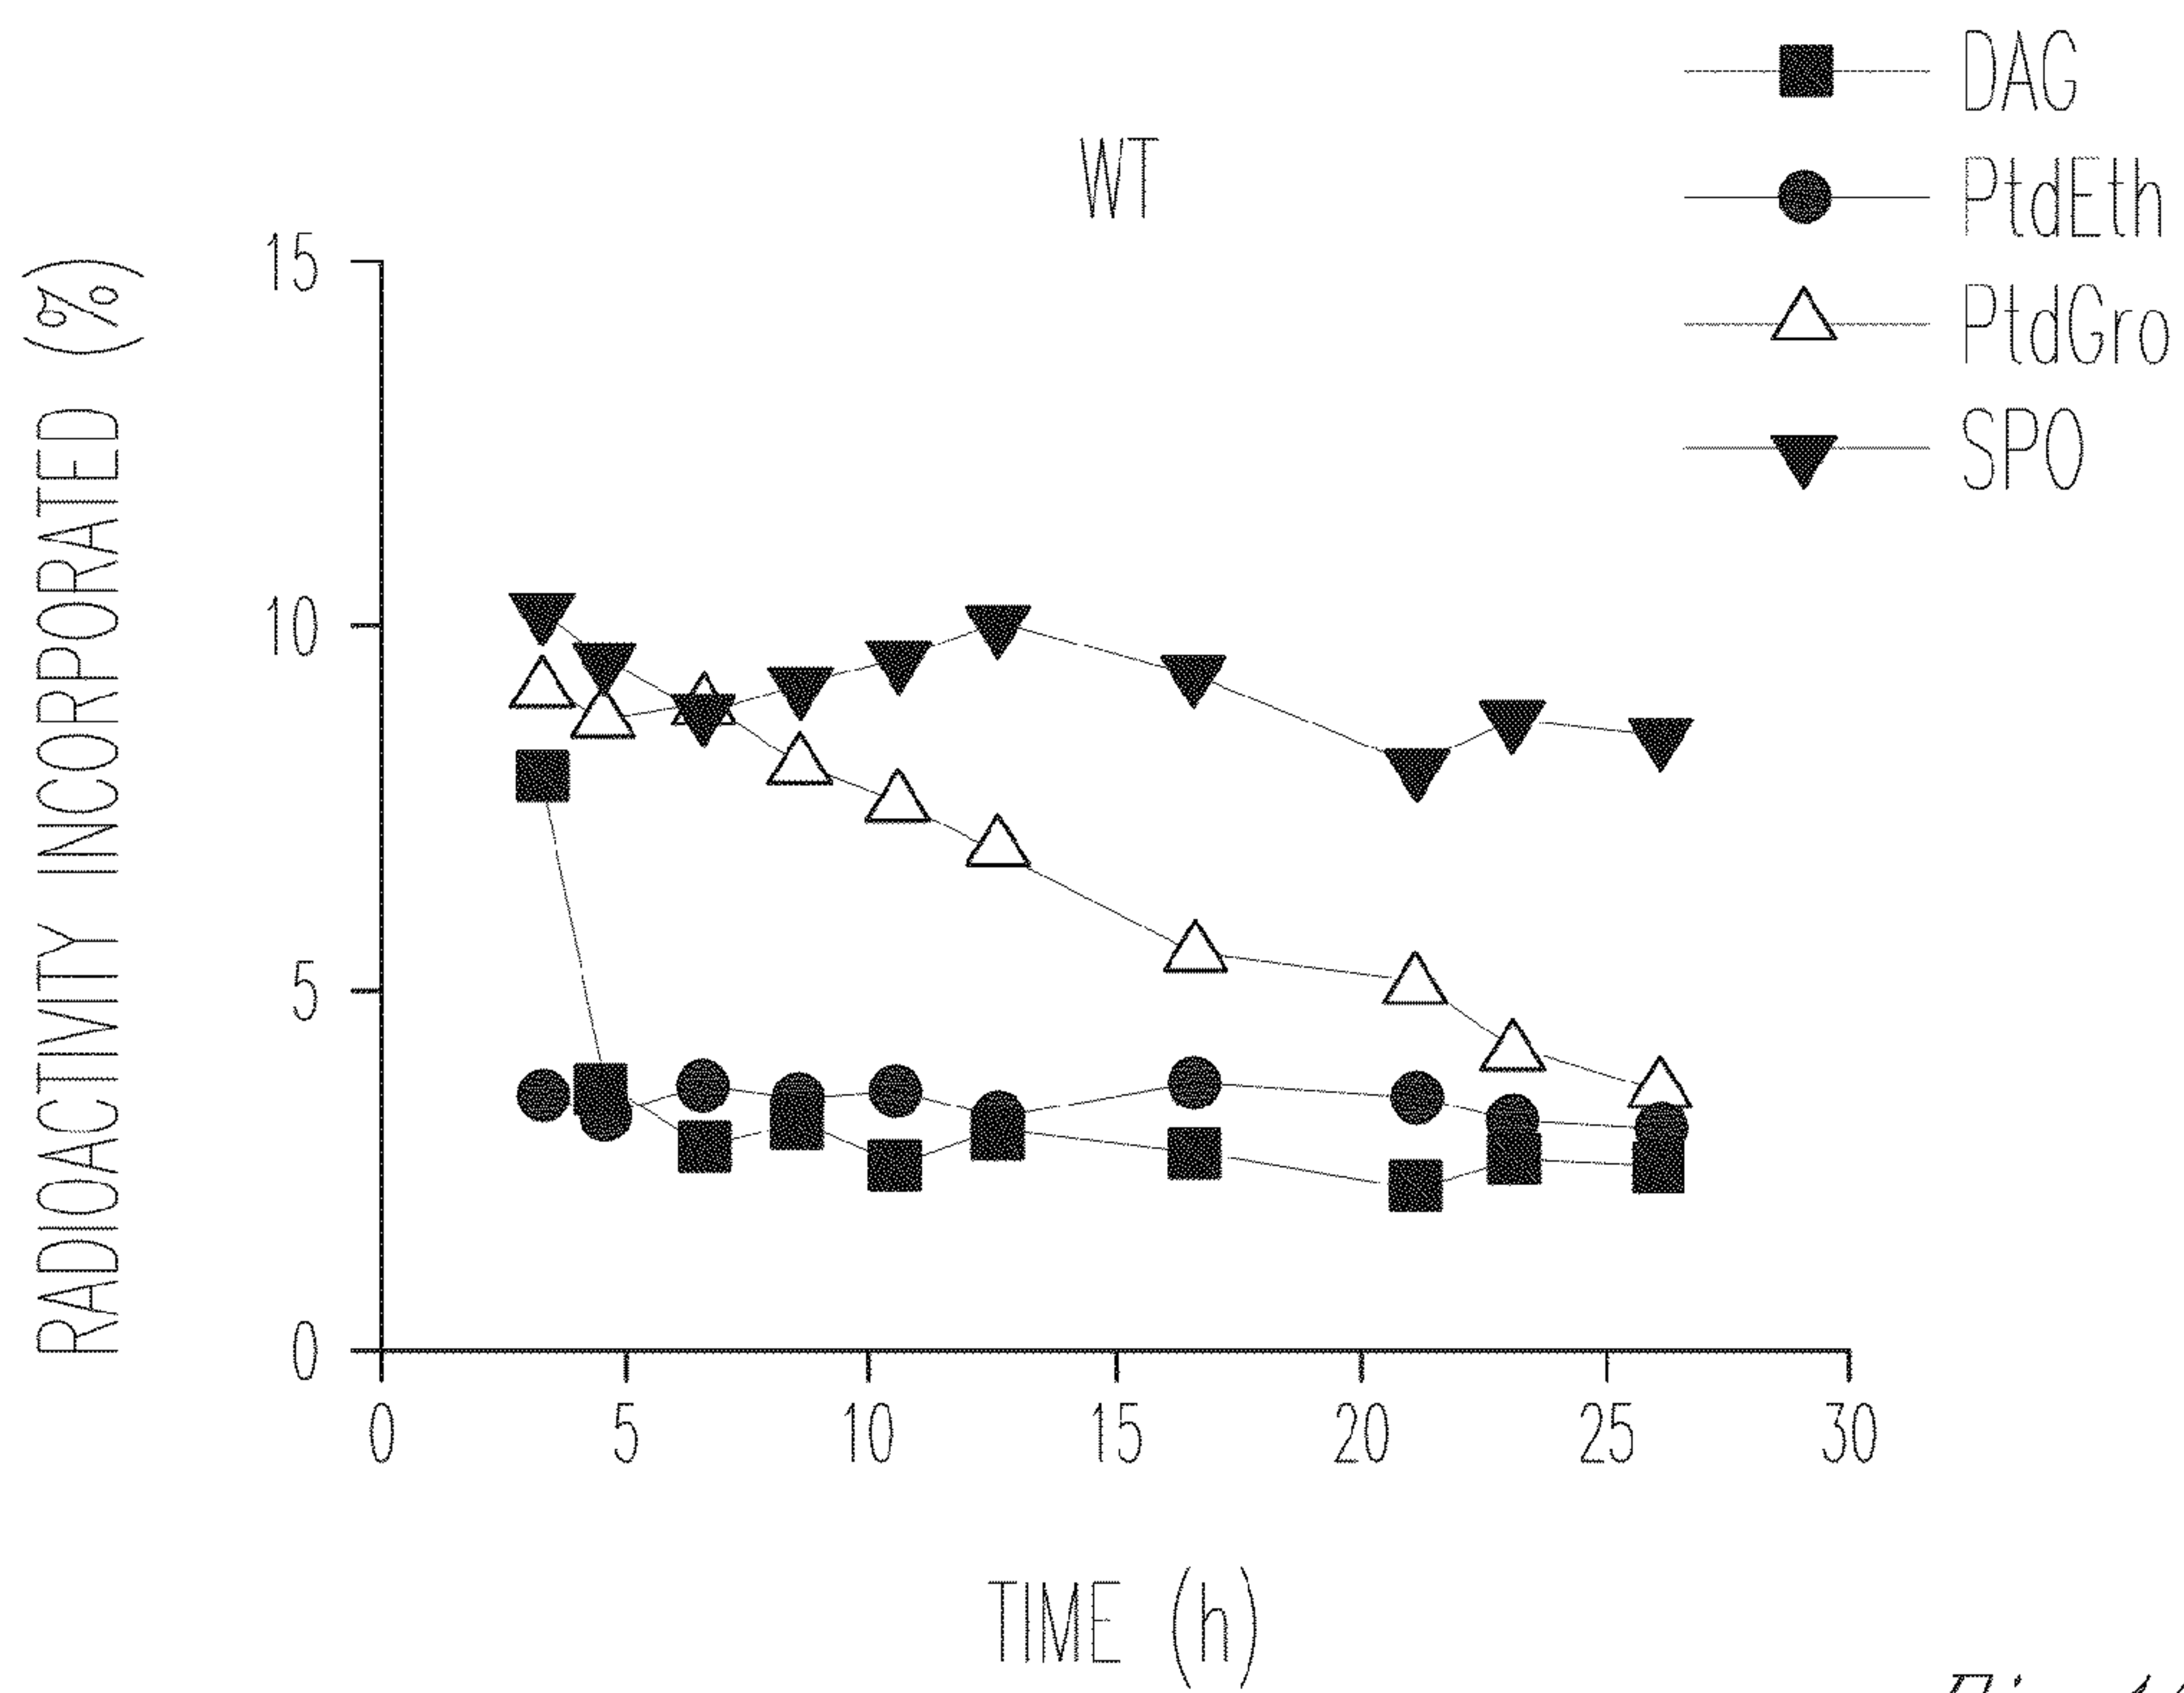 DAG
PtdEth
PtdGro
SPO
WT
RADIOACTIVITY INCORPORATED (%)
15
10
5
0
0 5 10 15 20 25 30
TIME (h)